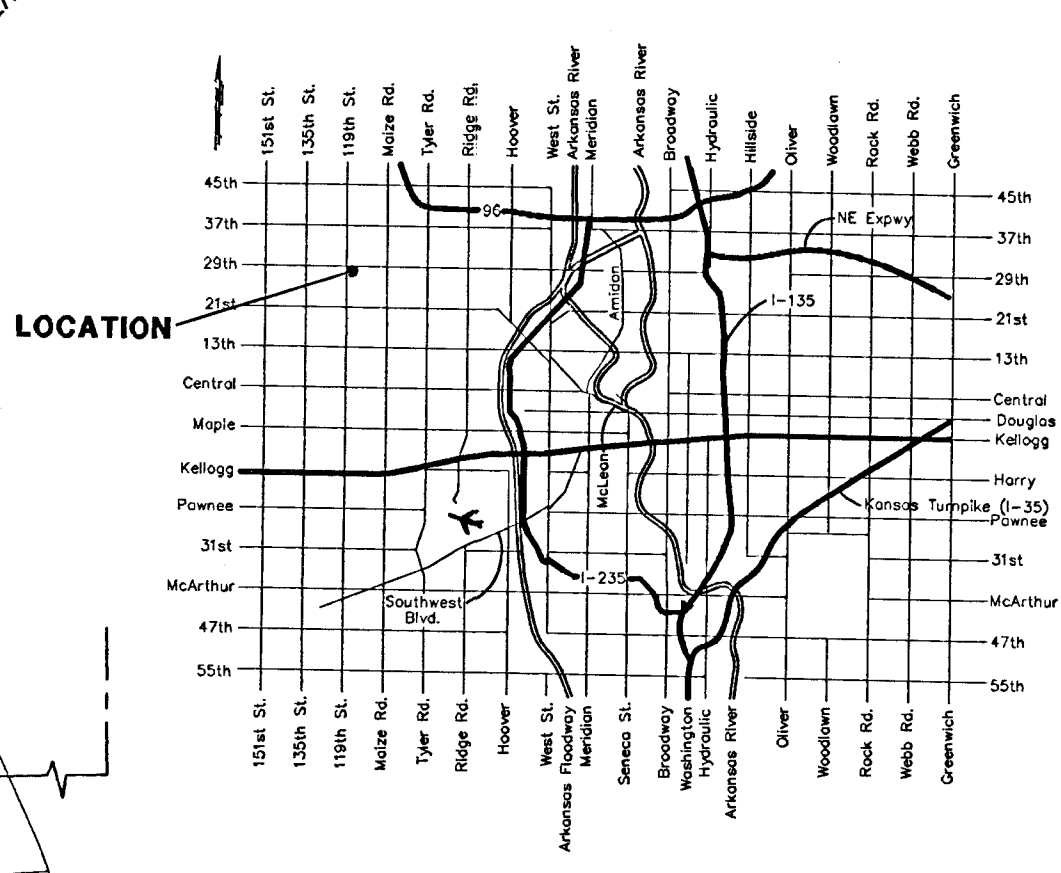 151st St.
135th St.
119th St.
Maize Rd.
Tyler Rd.
Ridge Rd.
Hoover
West St.
Arkansas River
Meridian
Arkansas River
Broadway
Hydraulic
Hillside
Oliver
Woodlawn
Rock Rd.
Webb Rd.
Greenwich
45th
37th
29th
21st
13th
Central
Maple
Kellogg
Pawnee
31st
McArthur
47th
55th
LOCATION
96
NE Expwy
Amidon
I-135
McLean
Kansas Turnpike (I-35)
I-235
Southwest
Blvd.
45th
37th
29th
21st
13th
Central
Douglas
Kellogg
Harry
Pawnee
31st
McArthur
47th
55th
151st St.
135th St.
119th St.
Maize Rd.
Tyler Rd.
Ridge Rd.
Hoover
West St.
Arkansas Floodway
Meridian
Seneca St.
Broadway
Washington
Hydraulic
Arkansas River
Oliver
Woodlawn
Rock Rd.
Webb Rd.
Greenwich